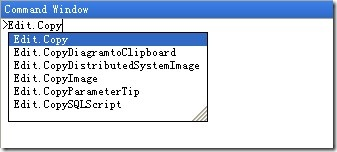 Command Window
>Edit.Copy
Edit.Copy
Edit.CopyDiagramtoClipboard
Edit.CopyDistributedSystemImage
Edit.CopyImage
Edit.CopyParameterTip
Edit.CopySQLScript